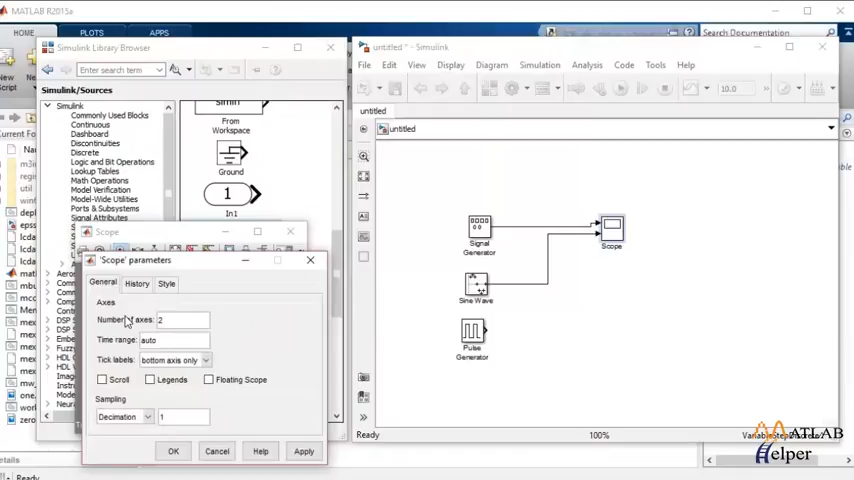 MATLAB R2015a
HOME
PLOTS
APPS
Search Documentation
New
Script
Simulink Library Browser
Enter search term
Simulink/Sources
Simulink
Commonly Used Blocks
Continuous
Dashboard
Discontinuities
Discrete
Logic and Bit Operations
Lookup Tables
Math Operations
Model Verification
Model-Wide Utilities
Ports & Subsystems
Signal Attributes
From
Workspace
Ground
1
In1
Scope
'Scope' parameters
General
History
Style
Axes
Number of axes: 2
Time range: auto
Tick labels: bottom axis only
Scroll
Legends
Floating Scope
Sampling
Decimation
1
OK
Cancel
Help
Apply
untitled * - Simulink
File
Edit
View
Display
Diagram
Simulation
Analysis
Code
Tools
Help
10.0
untitled
untitled
Signal
Generator
Scope
Sine Wave
Pulse
Generator
Ready
100%
MATLAB
Helper
Ready